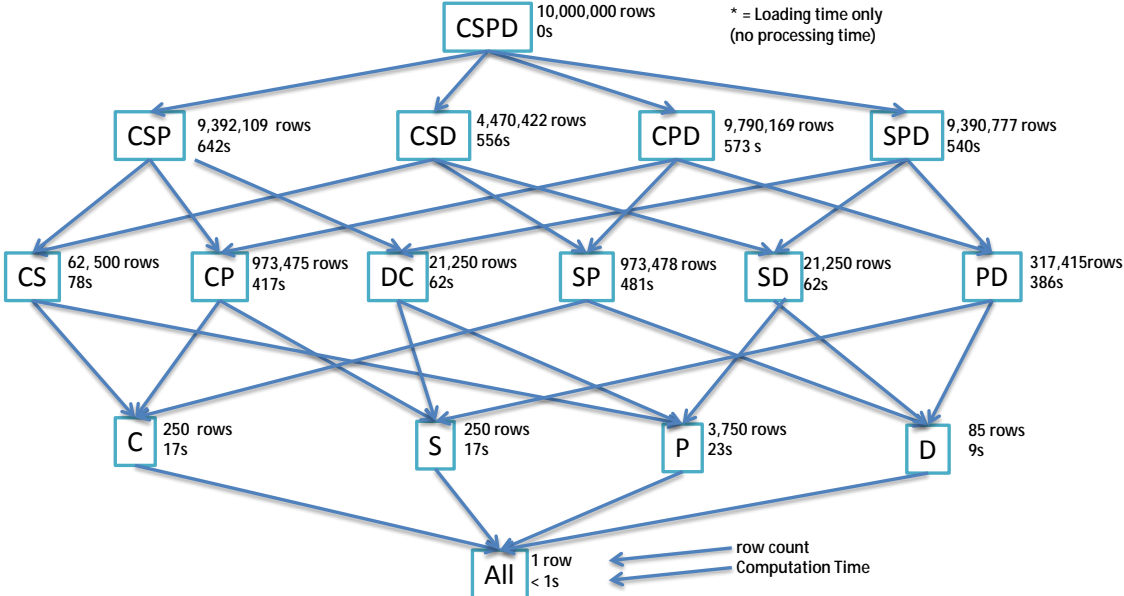 CSPD
10,000,000 rows
0s
* = Loading time only
(no processing time)
CSP
9,392,109 rows
642s
CSD
4,470,422 rows
556s
CPD
9,790,169 rows
573 s
SPD
9,390,777 rows
540s
CS
62, 500 rows
78s
CP
973,475 rows
417s
DC
21,250 rows
62s
SP
973,478 rows
481s
SD
21,250 rows
62s
PD
317,415rows
386s
C
250 rows
17s
S
250 rows
17s
P
3,750 rows
23s
D
85 rows
9s
All
1 row
< 1s
row count
Computation Time